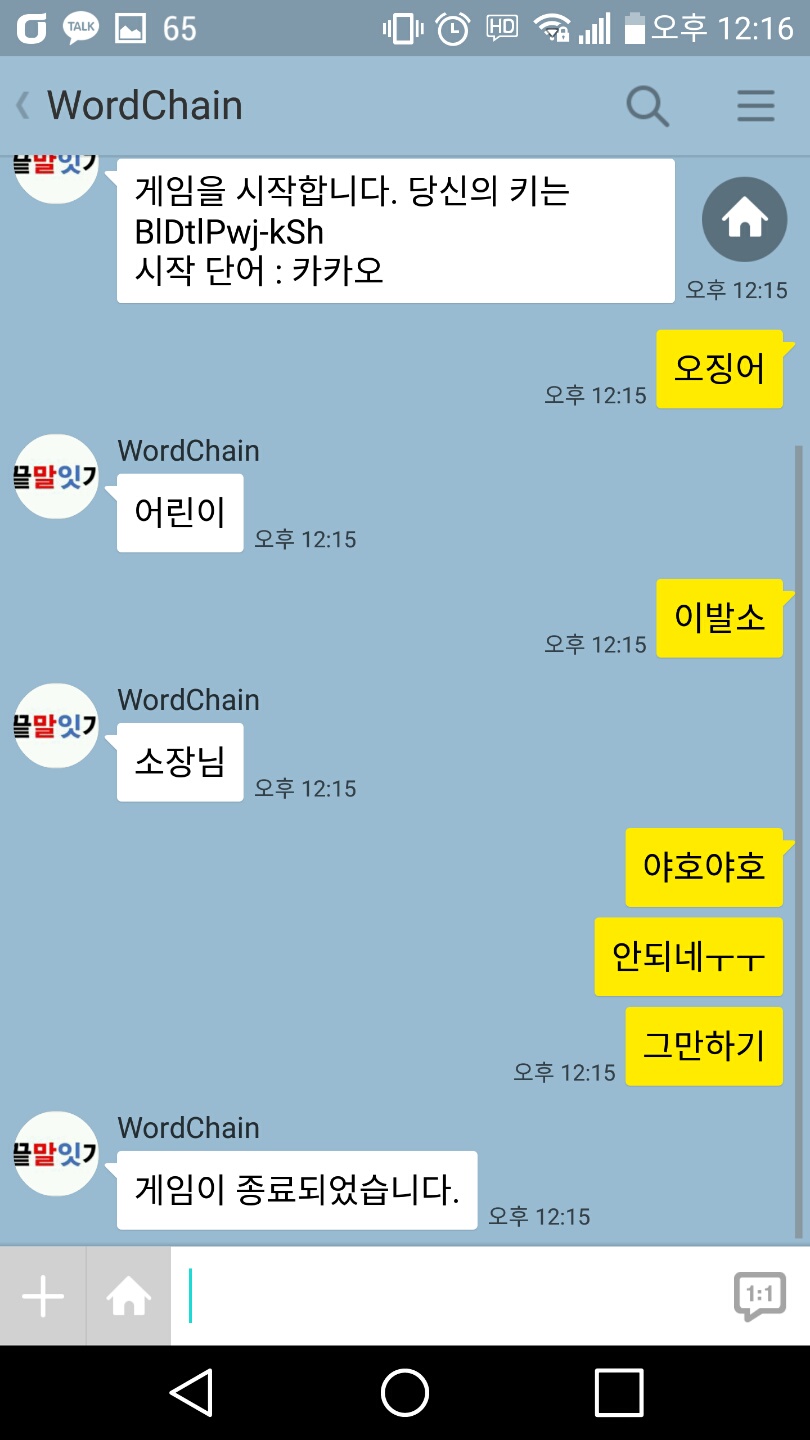 TALK 65 HD 오후 12:16
WordChain
끝말잇기
게임을 시작합니다. 당신의 키는
BlDtlPwj-kSh
시작 단어 : 카카오
오후 12:15
오징어
오후 12:15
WordChain
끝말잇기
어린이
오후 12:15
이발소
오후 12:15
WordChain
끝말잇기
소장님
오후 12:15
야호야호
안되네ㅜㅜ
그만하기
오후 12:15
WordChain
끝말잇기
게임이 종료되었습니다.
오후 12:15
1:1